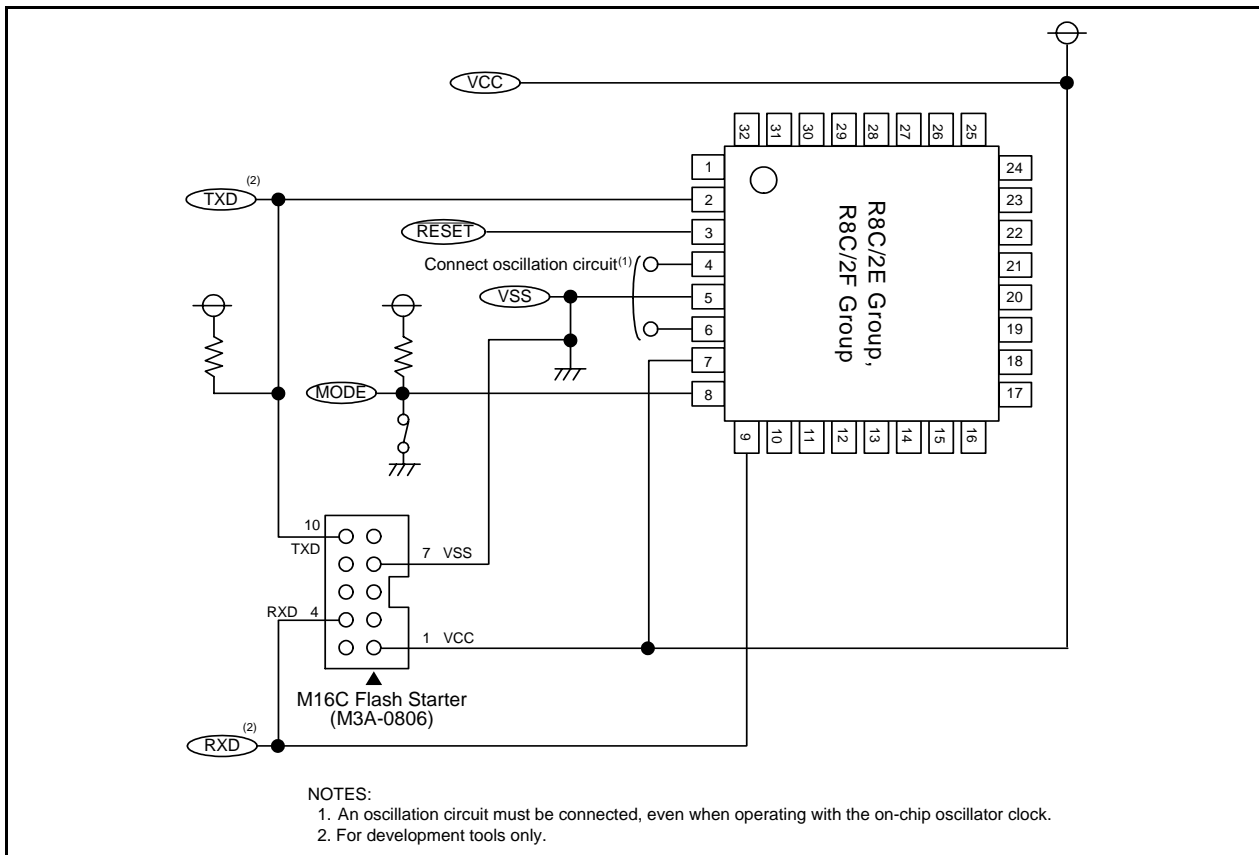 VCC
32 31 30 29 28 27 26 25
1
2
3
4
5
6
7
8
24
23
22
21
20
19
18
17
9 10 11 12 13 14 15 16
R8C/2E Group,
R8C/2F Group
TXD (2)
RESET
Connect oscillation circuit(1)
VSS
MODE
10
TXD
7 VSS
RXD 4
1 VCC
M16C Flash Starter
(M3A-0806)
RXD (2)
NOTES:
1. An oscillation circuit must be connected, even when operating with the on-chip oscillator clock.
2. For development tools only.